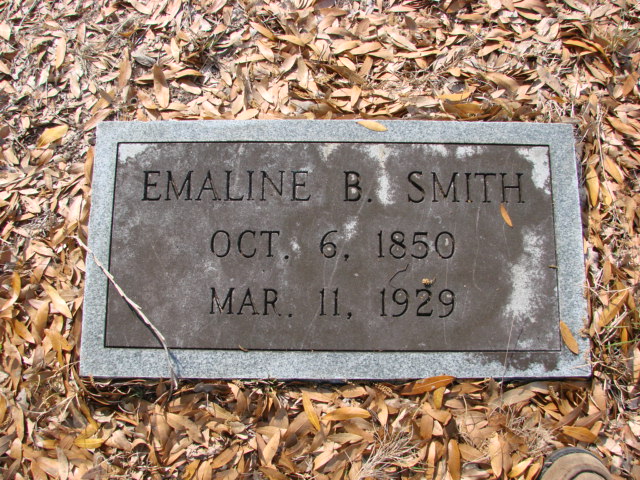 EMALINE B. SMITH
OCT. 6, 1850
MAR. 11, 1929